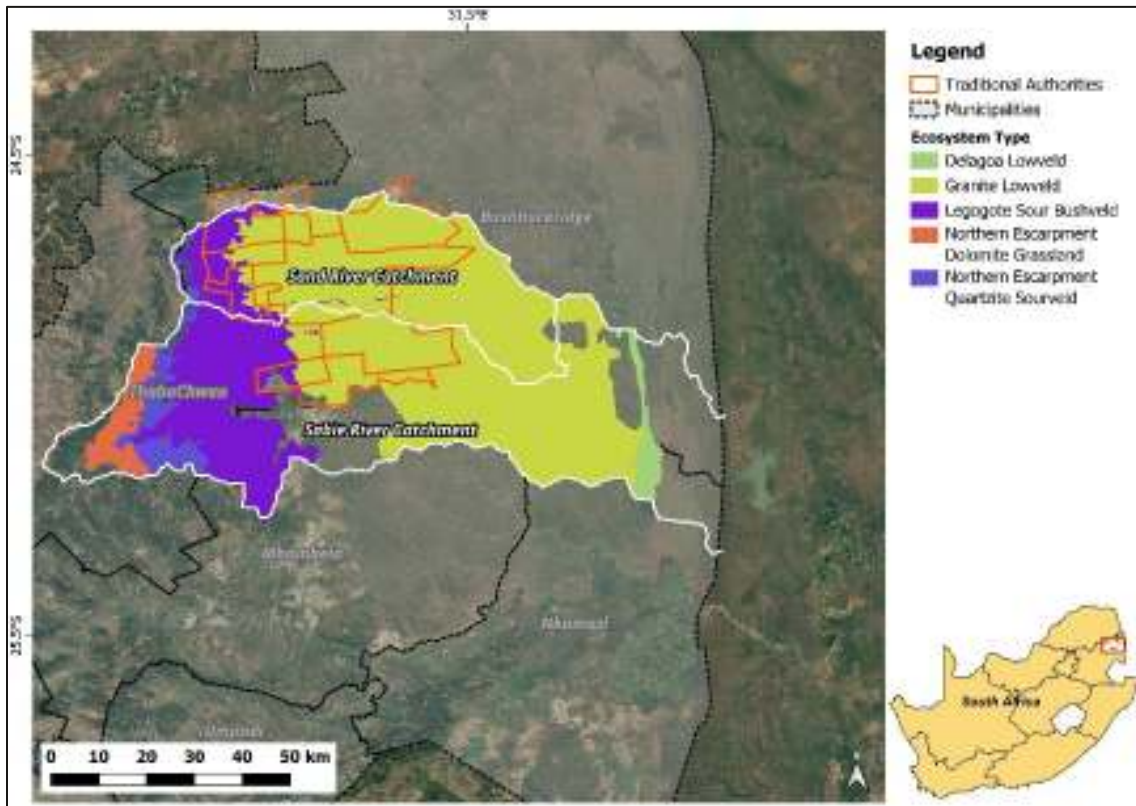 31.5°E
24.5°S
25.5°S
Bushbuckridge
Sand River Catchment
ThabaChweu
Sabie River Catchment
Mbombela
Nkomazi
0 10 20 30 40 50 km
Legend
Traditional Authorities
Municipalities
Ecosystem Type
Delagoa Lowveld
Granite Lowveld
Legogote Sour Bushveld
Northern Escarpment
Dolomite Grassland
Northern Escarpment
Quartzite Sourveld
South Africa